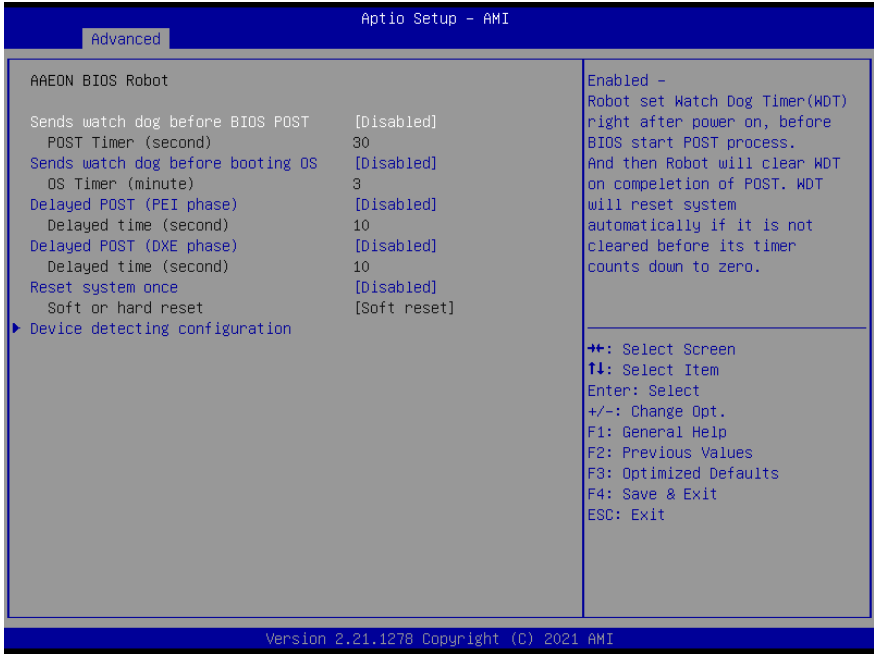 Aptio Setup – AMI
Advanced
AAEON BIOS Robot
Sends watch dog before BIOS POST [Disabled]
POST Timer (second) 30
Sends watch dog before booting OS [Disabled]
OS Timer (minute) 3
Delayed POST (PEI phase) [Disabled]
Delayed time (second) 10
Delayed POST (DXE phase) [Disabled]
Delayed time (second) 10
Reset system once [Disabled]
Soft or hard reset [Soft reset]
Device detecting configuration
Enabled –
Robot set Watch Dog Timer(WDT)
right after power on, before
BIOS start POST process.
And then Robot will clear WDT
on compeletion of POST. WDT
will reset system
automatically if it is not
cleared before its timer
counts down to zero.
→←: Select Screen
↑↓: Select Item
Enter: Select
+/-: Change Opt.
F1: General Help
F2: Previous Values
F3: Optimized Defaults
F4: Save & Exit
ESC: Exit
Version 2.21.1278 Copyright (C) 2021 AMI